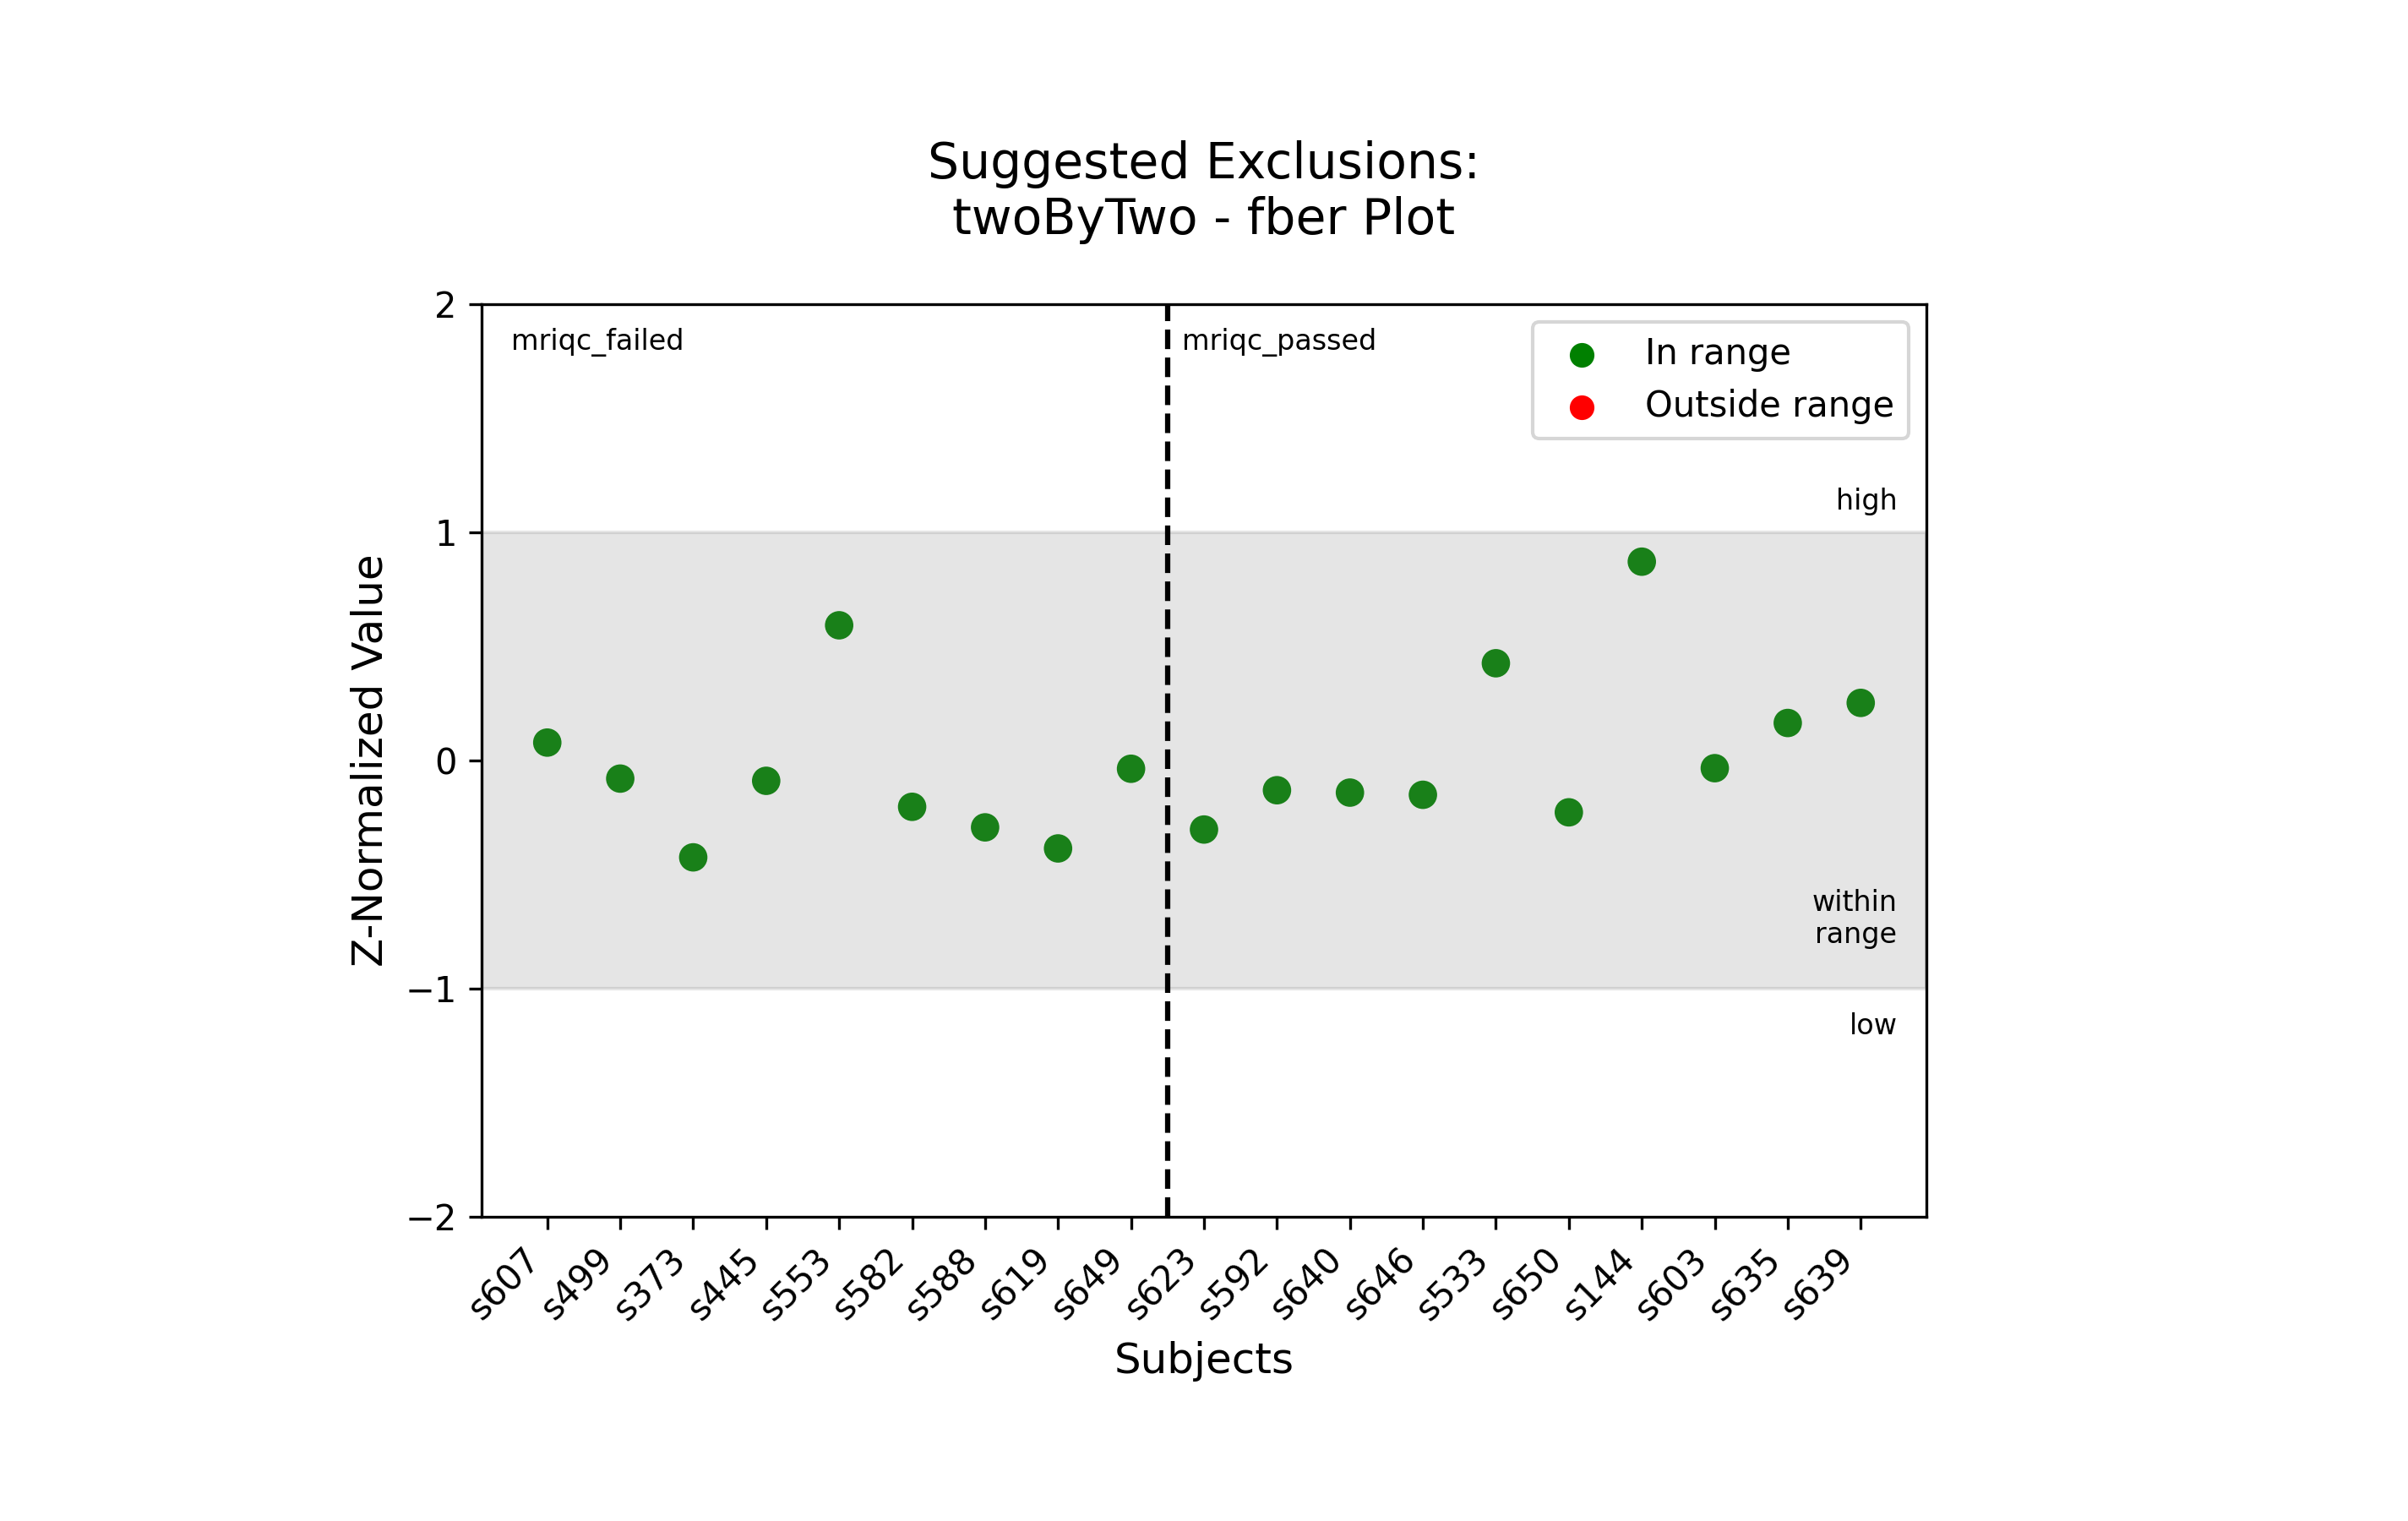 Suggested Exclusions:
twoByTwo - fber Plot
mriqc_failed
mriqc_passed
In range
Outside range
high
within
range
low
Z-Normalized Value
2
1
0
−1
−2
s607
s499
s373
s445
s553
s582
s588
s619
s649
s623
s592
s640
s646
s533
s650
s144
s603
s635
s639
Subjects